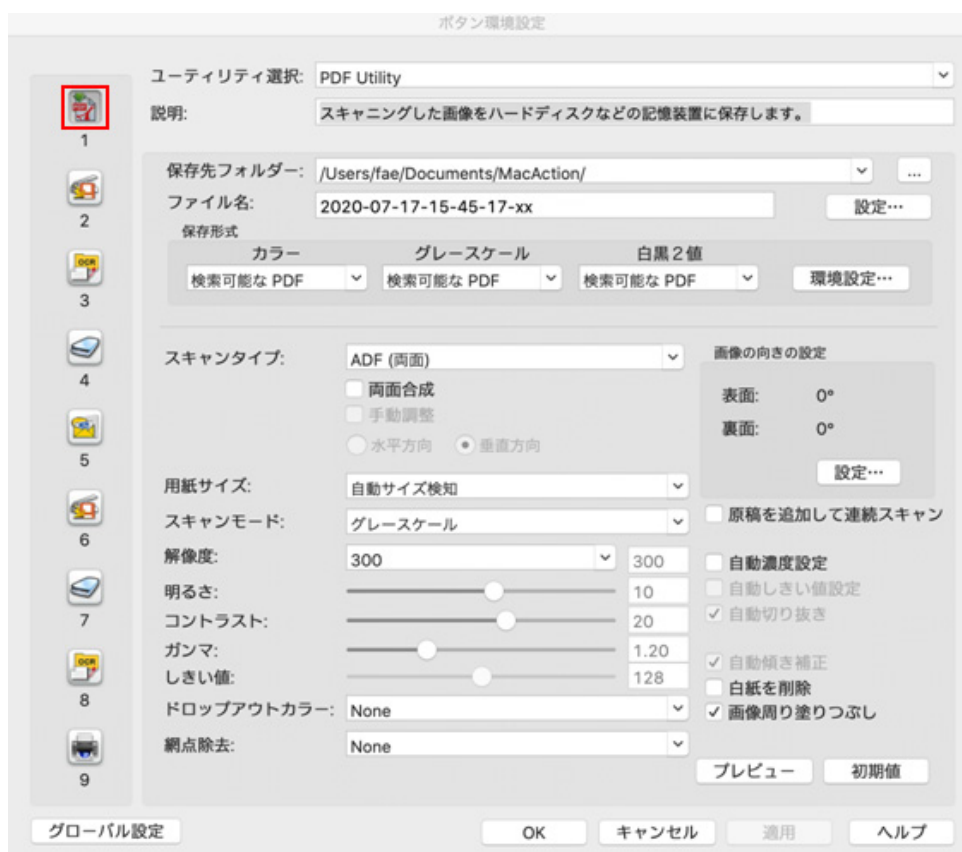 ボタン環境設定
ユーティリティ選択: PDF Utility
説明: スキャニングした画像をハードディスクなどの記憶装置に保存します。
1
2
3
4
5
6
7
8
9
保存先フォルダー: /Users/fae/Documents/MacAction/ ...
ファイル名: 2020-07-17-15-45-17-xx 設定…
保存形式
カラー グレースケール 白黒2値
検索可能な PDF 検索可能な PDF 検索可能な PDF 環境設定…
スキャンタイプ: ADF (両面)
両面合成
手動調整
水平方向 垂直方向
画像の向きの設定
表面: 0°
裏面: 0°
設定…
用紙サイズ: 自動サイズ検知
スキャンモード: グレースケール
解像度: 300 300
明るさ: 10
コントラスト: 20
ガンマ: 1.20
しきい値: 128
ドロップアウトカラー: None
網点除去: None
原稿を追加して連続スキャン
自動濃度設定
自動しきい値設定
自動切り抜き
自動傾き補正
白紙を削除
画像周り塗りつぶし
プレビュー 初期値
グローバル設定 OK キャンセル 適用 ヘルプ
OCR
OCR